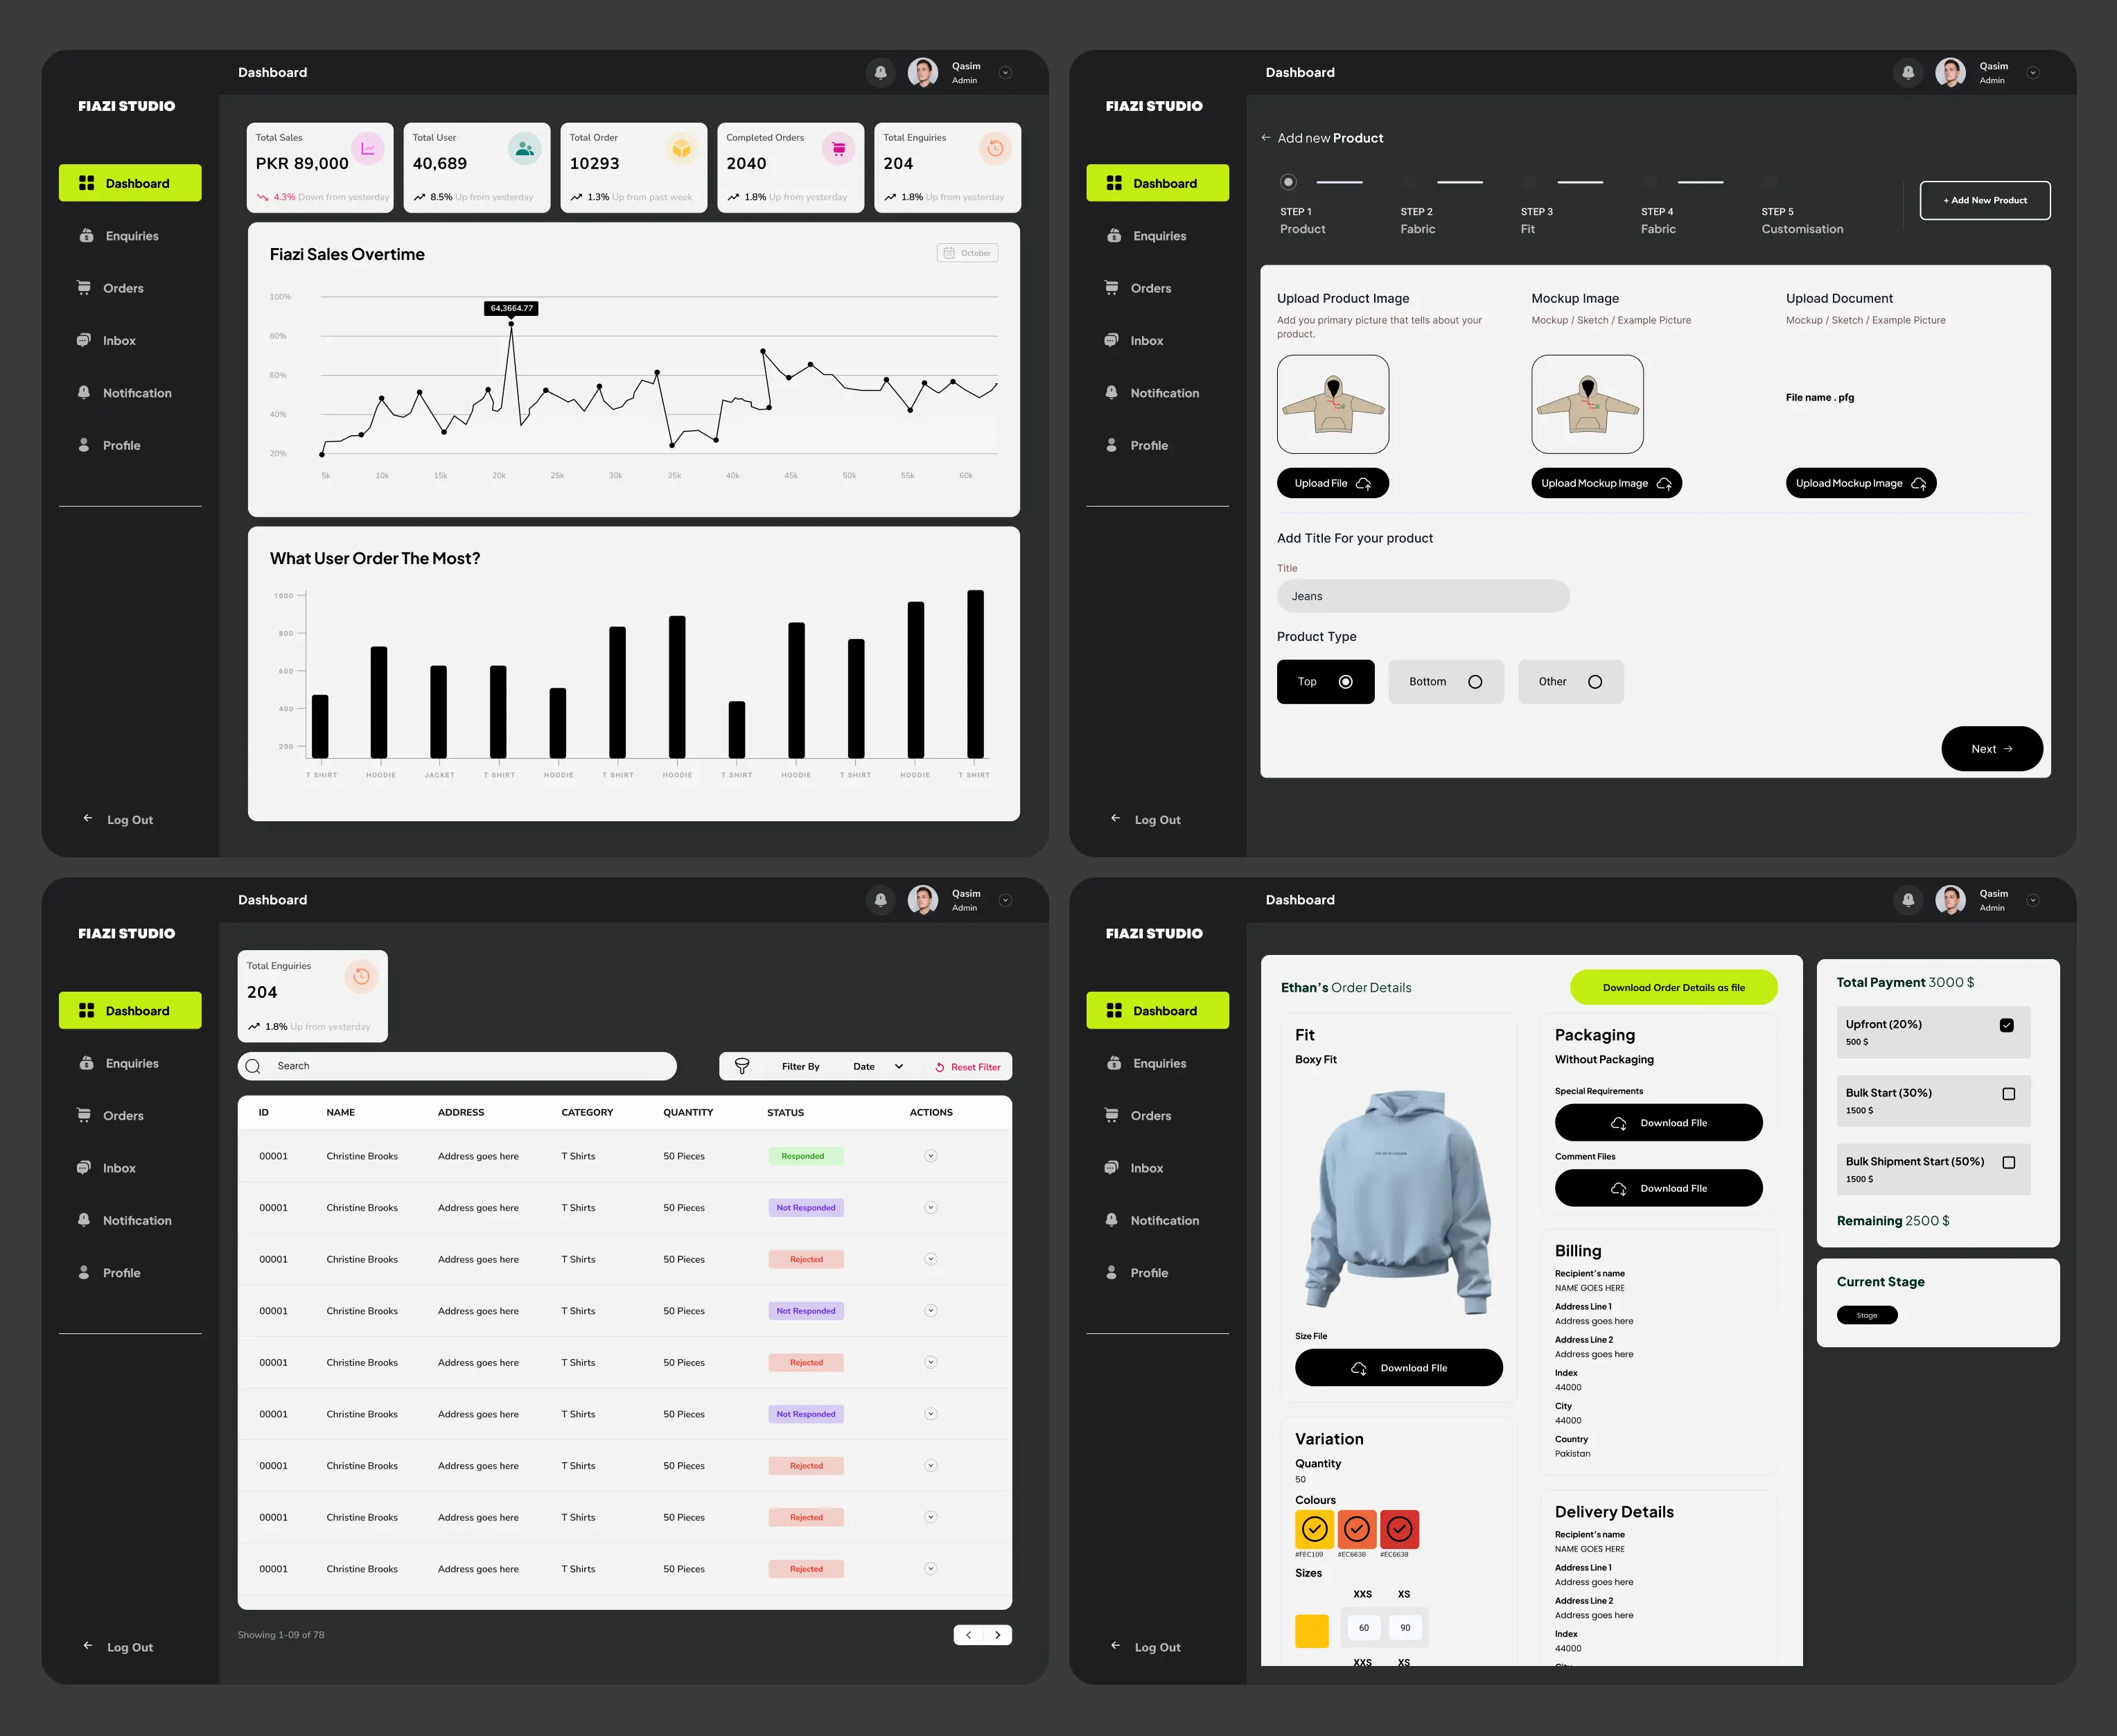 Dashboard
Qasim
Admin
FIAZI STUDIO
Dashboard
Enquiries
Orders
Inbox
Notification
Profile
Log Out
Total Sales
PKR 89,000
4.3% Down from yesterday
Total User
40,689
8.5% Up from yesterday
Total Order
10293
1.3% Up from past week
Completed Orders
2040
1.8% Up from yesterday
Total Enguiries
204
1.8% Up from yesterday
Fiazi Sales Overtime
October
100%
80%
60%
40%
20%
64,3664.77
5k 10k 15k 20k 25k 30k 35k 40k 45k 50k 55k 60k
What User Order The Most?
1000
800
600
400
200
T SHIRT HOODIE JACKET T SHIRT HOODIE T SHIRT HOODIE T SHIRT HOODIE T SHIRT HOODIE T SHIRT
Dashboard
Qasim
Admin
FIAZI STUDIO
Dashboard
Enquiries
Orders
Inbox
Notification
Profile
Log Out
Add new Product
STEP 1
Product
STEP 2
Fabric
STEP 3
Fit
STEP 4
Fabric
STEP 5
Customisation
+ Add New Product
Upload Product Image
Add you primary picture that tells about your
product.
Upload File
Mockup Image
Mockup / Sketch / Example Picture
Upload Mockup Image
Upload Document
Mockup / Sketch / Example Picture
File name . pfg
Upload Mockup Image
Add Title For your product
Title
Jeans
Product Type
Top
Bottom
Other
Next
Dashboard
Qasim
Admin
FIAZI STUDIO
Dashboard
Enquiries
Orders
Inbox
Notification
Profile
Log Out
Total Enguiries
204
1.8% Up from yesterday
Search
Filter By
Date
Reset Filter
ID NAME ADDRESS CATEGORY QUANTITY STATUS ACTIONS
00001 Christine Brooks Address goes here T Shirts 50 Pieces Responded
00001 Christine Brooks Address goes here T Shirts 50 Pieces Not Responded
00001 Christine Brooks Address goes here T Shirts 50 Pieces Rejected
00001 Christine Brooks Address goes here T Shirts 50 Pieces Not Responded
00001 Christine Brooks Address goes here T Shirts 50 Pieces Rejected
00001 Christine Brooks Address goes here T Shirts 50 Pieces Not Responded
00001 Christine Brooks Address goes here T Shirts 50 Pieces Rejected
00001 Christine Brooks Address goes here T Shirts 50 Pieces Rejected
00001 Christine Brooks Address goes here T Shirts 50 Pieces Rejected
Showing 1-09 of 78
Dashboard
Qasim
Admin
FIAZI STUDIO
Dashboard
Enquiries
Orders
Inbox
Notification
Profile
Log Out
Ethan's Order Details
Download Order Details as file
Fit
Boxy Fit
Size File
Download FIle
Variation
Quantity
50
Colours
#FEC109 #EC6638 #EC6638
Sizes
XXS XS
60 90
XXS XS
Packaging
Without Packaging
Special Requirements
Download FIle
Comment Files
Download FIle
Billing
Recipient's name
NAME GOES HERE
Address Line 1
Address goes here
Address Line 2
Address goes here
Index
44000
City
44000
Country
Pakistan
Delivery Details
Recipient's name
NAME GOES HERE
Address Line 1
Address goes here
Address Line 2
Address goes here
Index
44000
Total Payment 3000 $
Upfront (20%)
500 $
Bulk Start (30%)
1500 $
Bulk Shipment Start (50%)
1500 $
Remaining 2500 $
Current Stage
Stage